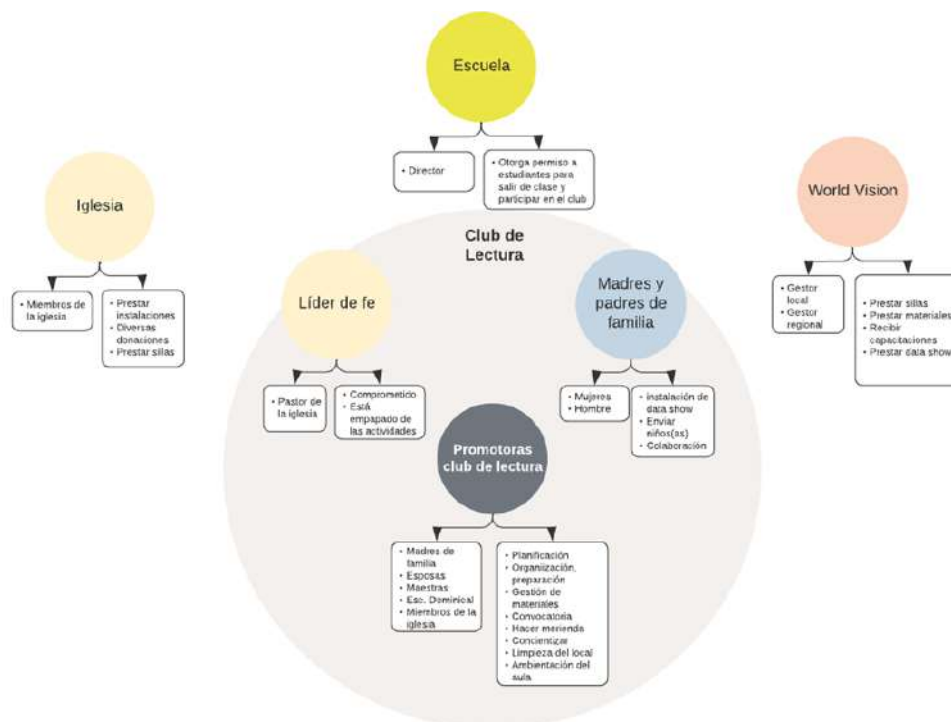 Escuela
• Director
• Otorga permiso a
estudiantes para
salir de clase y
participar en el club
Iglesia
• Miembros de
la iglesia
• Prestar
instalaciones
• Diversas
donaciones
• Prestar sillas
World Vision
• Gestor
local
• Gestor
regional
• Prestar sillas
• Prestar materiales
• Recibir
capacitaciones
• Prestar data show
Club de
Lectura
Líder de fe
• Pastor de
la iglesia
• Comprometido
• Está
empapado de
las actividades
Madres y
padres de
familia
• Mujeres
• Hombre
• instalación de
data show
• Enviar
niños(as)
• Colaboración
Promotoras
club de lectura
• Madres de
familia
• Esposas
• Maestras
• Esc. Dominical
• Miembros de la
iglesia
• Planificación
• Organiización,
preparación
• Gestión de
materiales
• Convocatoria
• Hacer merienda
• Concientizar
• Limpieza del local
• Ambientación del
aula